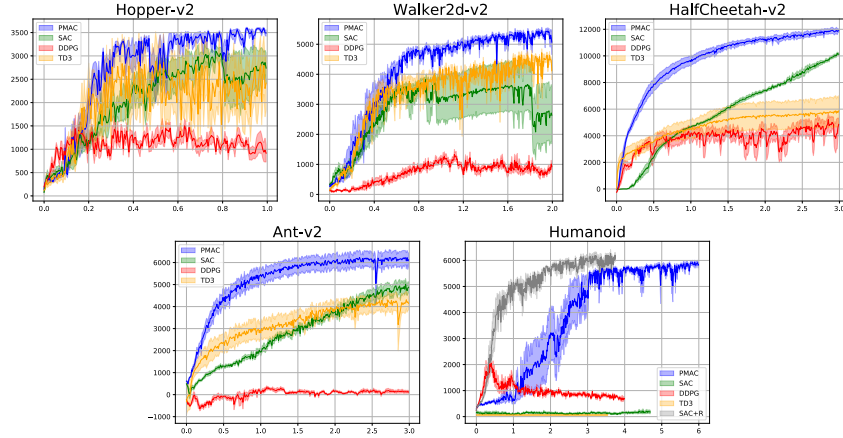 Hopper-v2
PMAC
SAC
DDPG
TD3
3500
3000
2500
2000
1500
1000
500
0
0.0 0.2 0.4 0.6 0.8 1.0
Walker2d-v2
PMAC
SAC
DDPG
TD3
5000
4000
3000
2000
1000
0
0.0 0.4 0.8 1.2 1.6 2.0
HalfCheetah-v2
PMAC
SAC
DDPG
TD3
12000
10000
8000
6000
4000
2000
0
0.0 0.5 1.0 1.5 2.0 2.5 3.0
Ant-v2
PMAC
SAC
DDPG
TD3
6000
5000
4000
3000
2000
1000
0
−1000
0.0 0.5 1.0 1.5 2.0 2.5 3.0
Humanoid
6000
5000
4000
3000
2000
1000
0
PMAC
SAC
DDPG
TD3
SAC+R
0 1 2 3 4 5 6